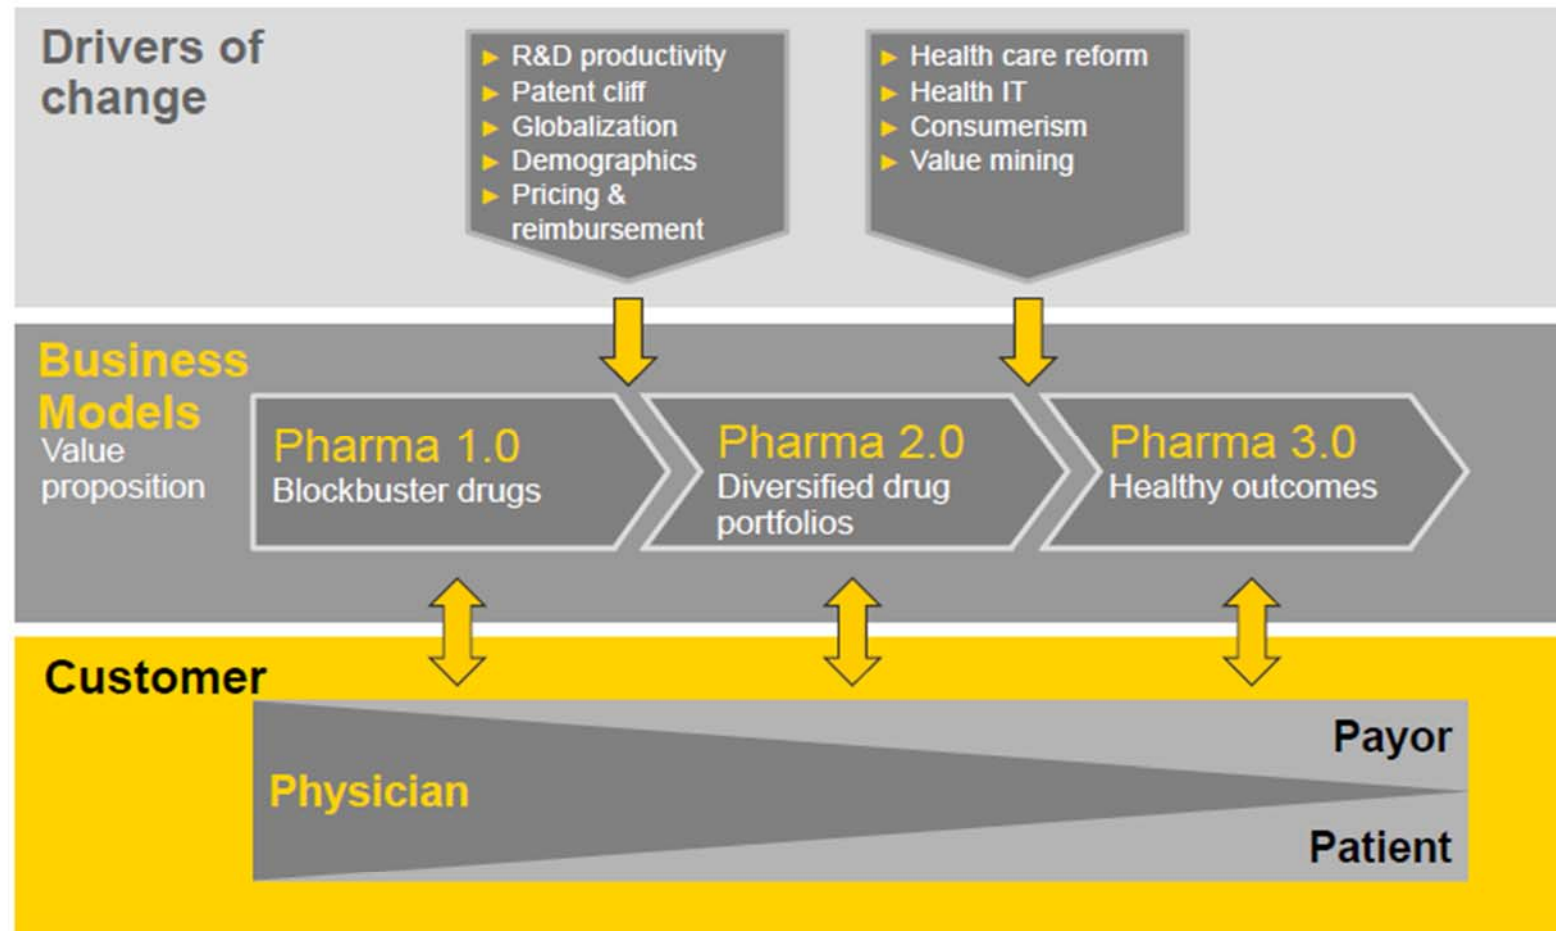 Drivers of
change
► R&D productivity
► Patent cliff
► Globalization
► Demographics
► Pricing &
reimbursement
► Health care reform
► Health IT
► Consumerism
► Value mining
Business
Models
Value
proposition
Pharma 1.0
Blockbuster drugs
Pharma 2.0
Diversified drug
portfolios
Pharma 3.0
Healthy outcomes
Customer
Physician
Payor
Patient